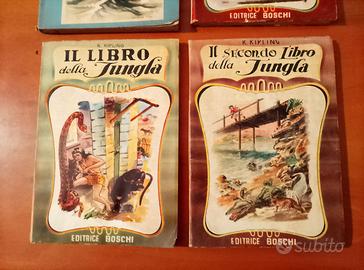 EDITRICE BOSCHI
R. KIPLING
IL LIBRO
della Jungla
EDITRICE BOSCHI
R. KIPLING
Il Secondo Libro
della Jungla
EDITRICE BOSCHI
subito